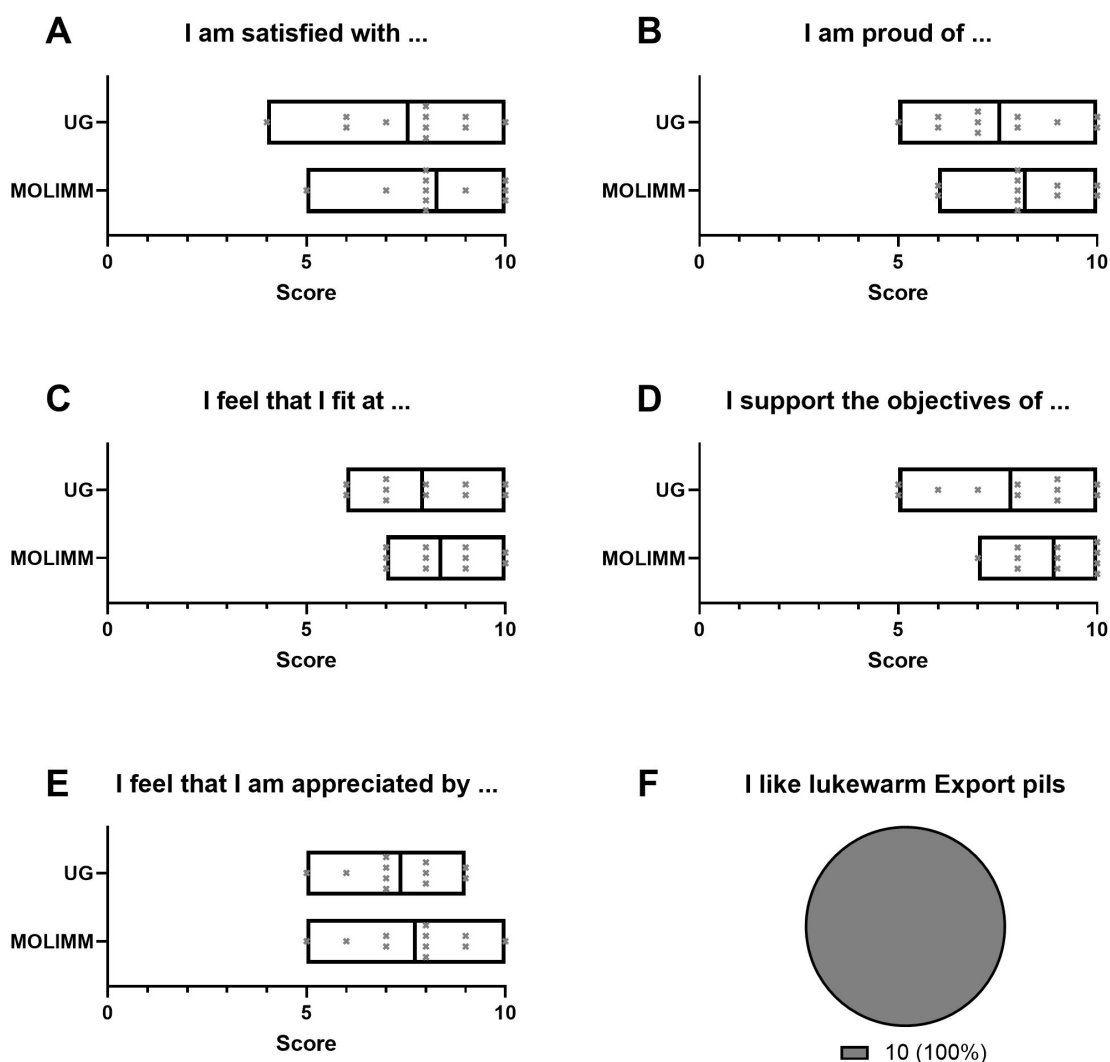 A
I am satisfied with ...
UG
MOLIMM
0
5
10
Score
B
I am proud of ...
UG
MOLIMM
0
5
10
Score
C
I feel that I fit at ...
UG
MOLIMM
0
5
10
Score
D
I support the objectives of ...
UG
MOLIMM
0
5
10
Score
E
I feel that I am appreciated by ...
UG
MOLIMM
0
5
10
Score
F
I like lukewarm Export pils
10 (100%)